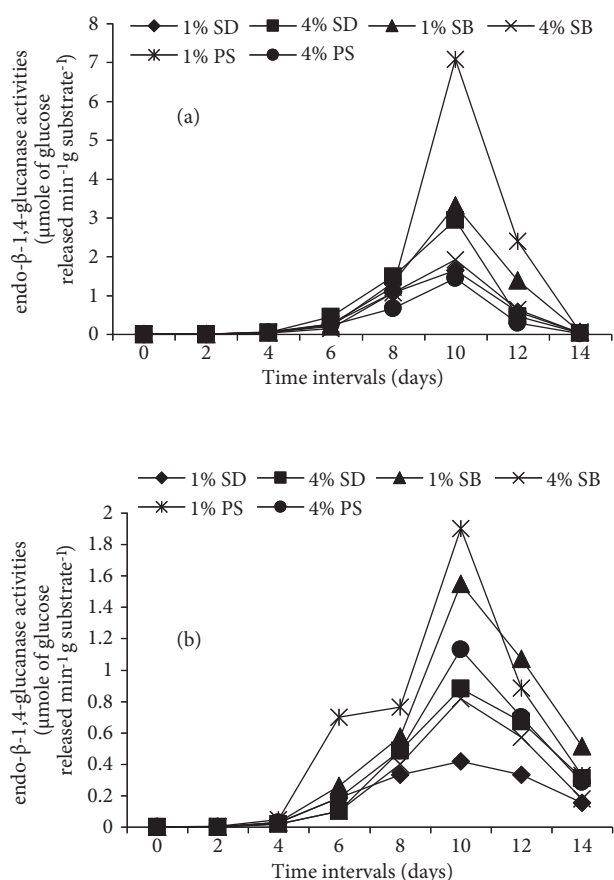 1% SD 4% SD 1% SB 4% SB
1% PS 4% PS
8
7
6
5
4
3
2
1
0
endo-β-1,4-glucanase activities
(μmole of glucose
released min⁻¹g substrate⁻¹)
(a)
0 2 4 6 8 10 12 14
Time intervals (days)
1% SD 4% SD 1% SB 4% SB
1% PS 4% PS
2
1.8
1.6
1.4
1.2
1
0.8
0.6
0.4
0.2
0
endo-β-1,4-glucanase activities
(μmole of glucose
released min⁻¹g substrate⁻¹)
(b)
0 2 4 6 8 10 12 14
Time intervals (days)